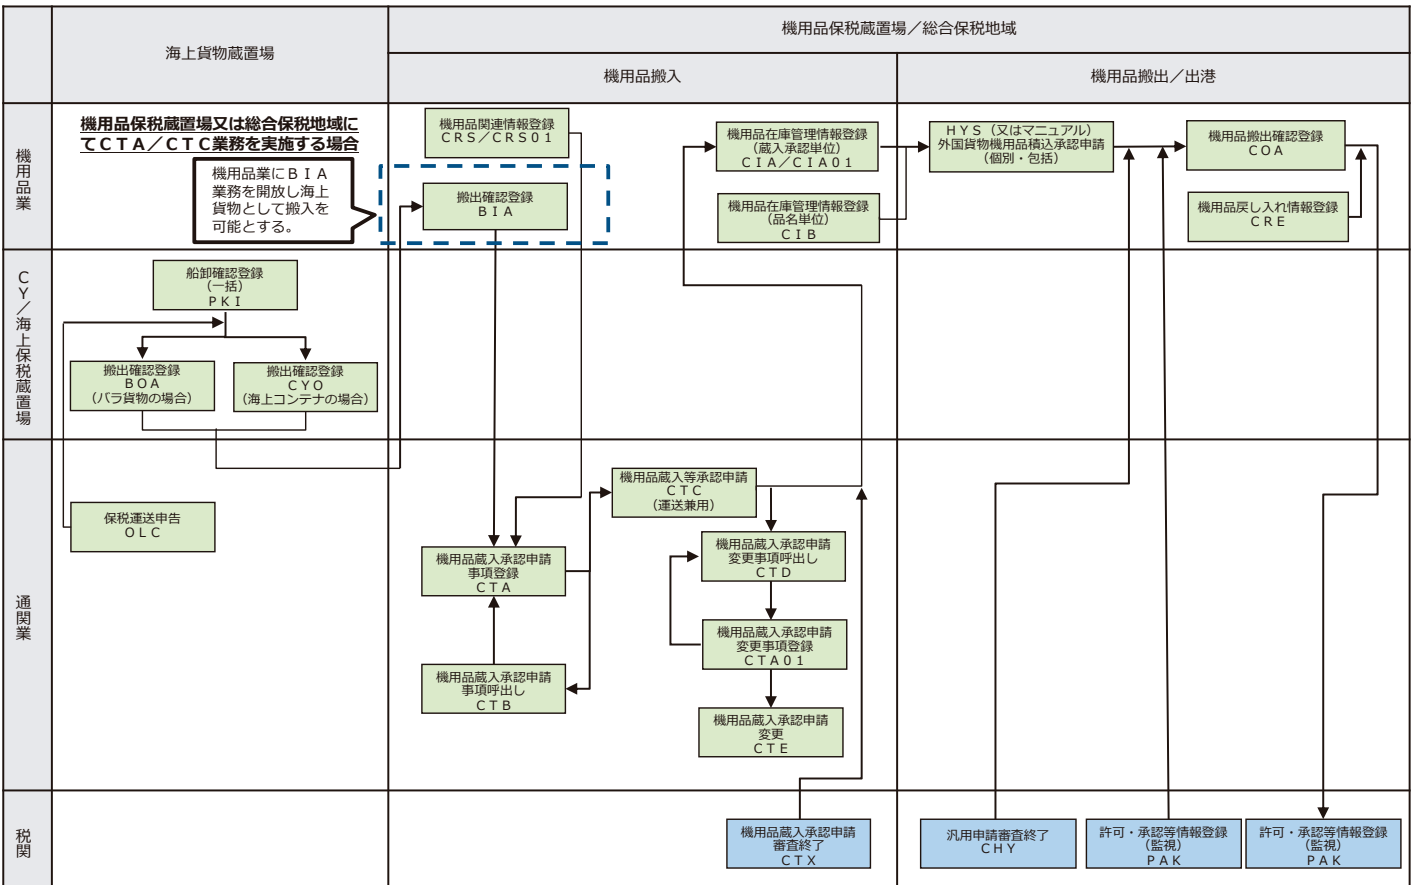 海上貨物蔵置場
機用品保税蔵置場／総合保税地域
機用品搬入
機用品搬出／出港
機用品業
機用品保税蔵置場又は総合保税地域に
てＣＴＡ／ＣＴＣ業務を実施する場合
機用品業にＢＩＡ
業務を開放し海上
貨物として搬入を
可能とする。
機用品関連情報登録
ＣＲＳ／ＣＲＳ０１
搬出確認登録
ＢＩＡ
機用品在庫管理情報登録
（蔵入承認単位）
ＣＩＡ／ＣＩＡ０１
機用品在庫管理情報登録
（品名単位）
ＣＩＢ
ＨＹＳ（又はマニュアル）
外国貨物機用品積込承認申請
（個別・包括）
機用品搬出確認登録
ＣＯＡ
機用品戻し入れ情報登録
ＣＲＥ
ＣＹ／海上保税蔵置場
船卸確認登録
（一括）
ＰＫＩ
搬出確認登録
ＢＯＡ
（バラ貨物の場合）
搬出確認登録
ＣＹＯ
（海上コンテナの場合）
通関業
保税運送申告
ＯＬＣ
機用品蔵入承認申請
事項登録
ＣＴＡ
機用品蔵入承認申請
事項呼出し
ＣＴＢ
機用品蔵入等承認申請
ＣＴＣ
（運送兼用）
機用品蔵入承認申請
変更事項呼出し
ＣＴＤ
機用品蔵入承認申請
変更事項登録
ＣＴＡ０１
機用品蔵入承認申請
変更
ＣＴＥ
税関
機用品蔵入承認申請
審査終了
ＣＴＸ
汎用申請審査終了
ＣＨＹ
許可・承認等情報登録
（監視）
ＰＡＫ
許可・承認等情報登録
（監視）
ＰＡＫ